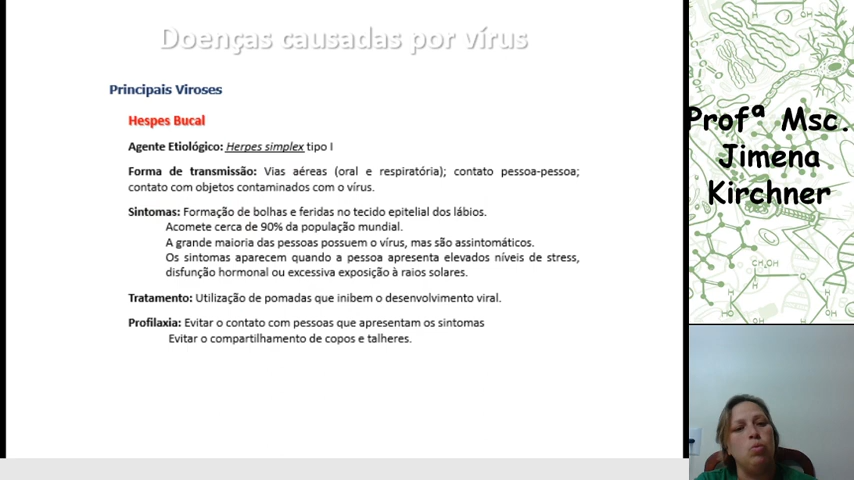 Doenças causadas por vírus
Principais Viroses
Hespes Bucal
Agente Etiológico: Herpes simplex tipo I
Forma de transmissão: Vias aéreas (oral e respiratória); contato pessoa-pessoa;
contato com objetos contaminados com o vírus.
Sintomas: Formação de bolhas e feridas no tecido epitelial dos lábios.
Acomete cerca de 90% da população mundial.
A grande maioria das pessoas possuem o vírus, mas são assintomáticos.
Os sintomas aparecem quando a pessoa apresenta elevados níveis de stress,
disfunção hormonal ou excessiva exposição à raios solares.
Tratamento: Utilização de pomadas que inibem o desenvolvimento viral.
Profilaxia: Evitar o contato com pessoas que apresentam os sintomas
Evitar o compartilhamento de copos e talheres.
Profª Msc.
Jimena
Kirchner